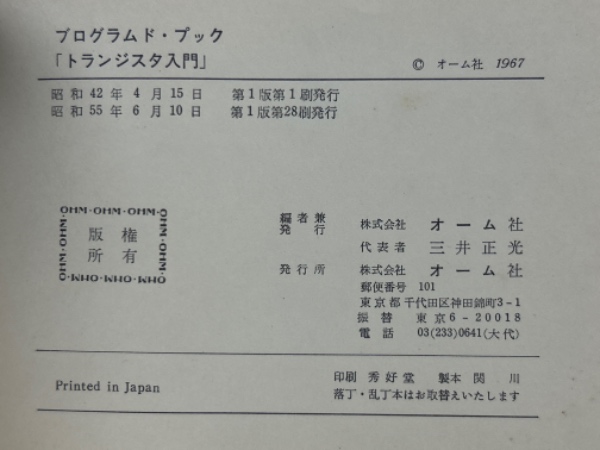 プログラムド・ブック
「トランジスタ入門」
© オーム社 1967
昭和 42 年 4 月 15 日 第 1 版第 1 刷発行
昭和 55 年 6 月 10 日 第 1 版第28刷発行
OHM・OHM・OHM・OHM・OHM・OHM・OHM・OHM・OHM・OHM
版権
所有
編者兼
発行 株式会社 オーム社
代表者 三井正光
発行所 株式会社 オーム社
郵便番号 101
東京都千代田区神田錦町3-1
振替 東京6-20018
電話 03(233)0641(大代)
Printed in Japan
印刷 秀好堂 製本 関川
落丁・乱丁本はお取替えいたします